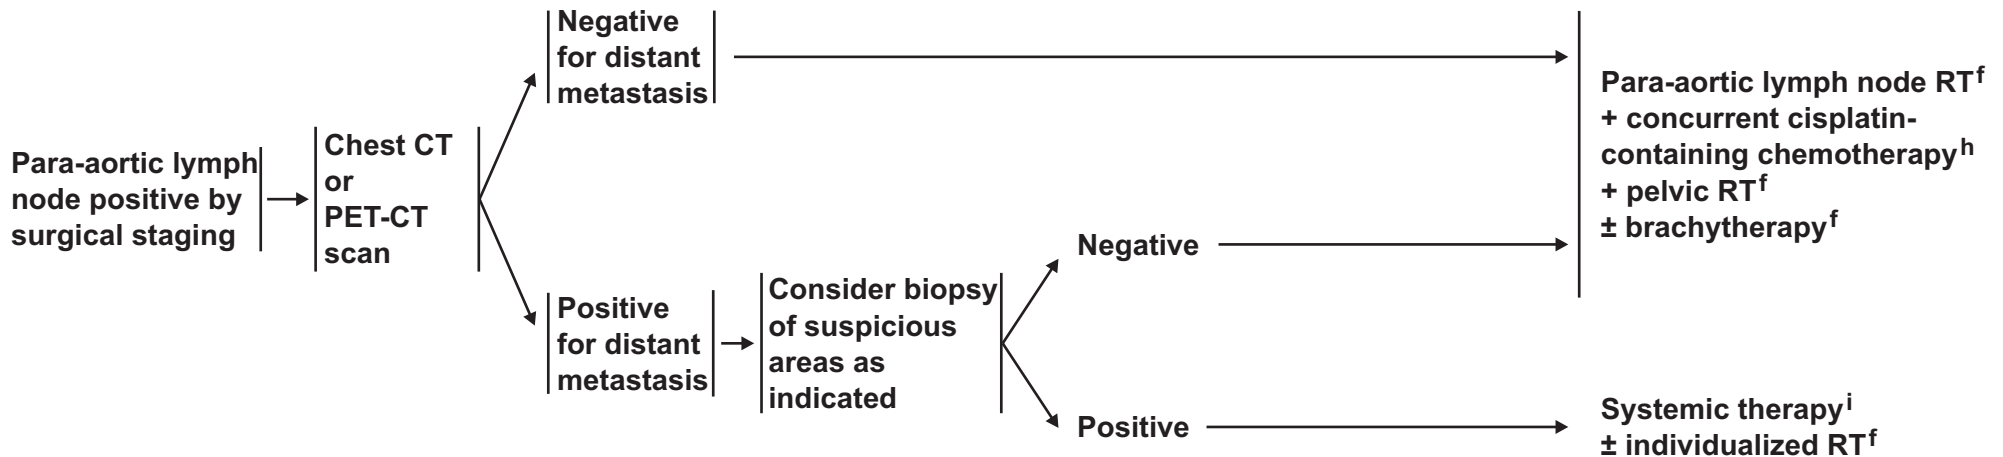 Para-aortic lymph
node positive by
surgical staging
Chest CT
or
PET-CT
scan
Negative
for distant
metastasis
Positive
for distant
metastasis
Consider biopsy
of suspicious
areas as
indicated
Negative
Positive
Para-aortic lymph node RTᶠ
+ concurrent cisplatin-
containing chemotherapyʰ
+ pelvic RTᶠ
± brachytherapyᶠ
Systemic therapyⁱ
± individualized RTᶠ